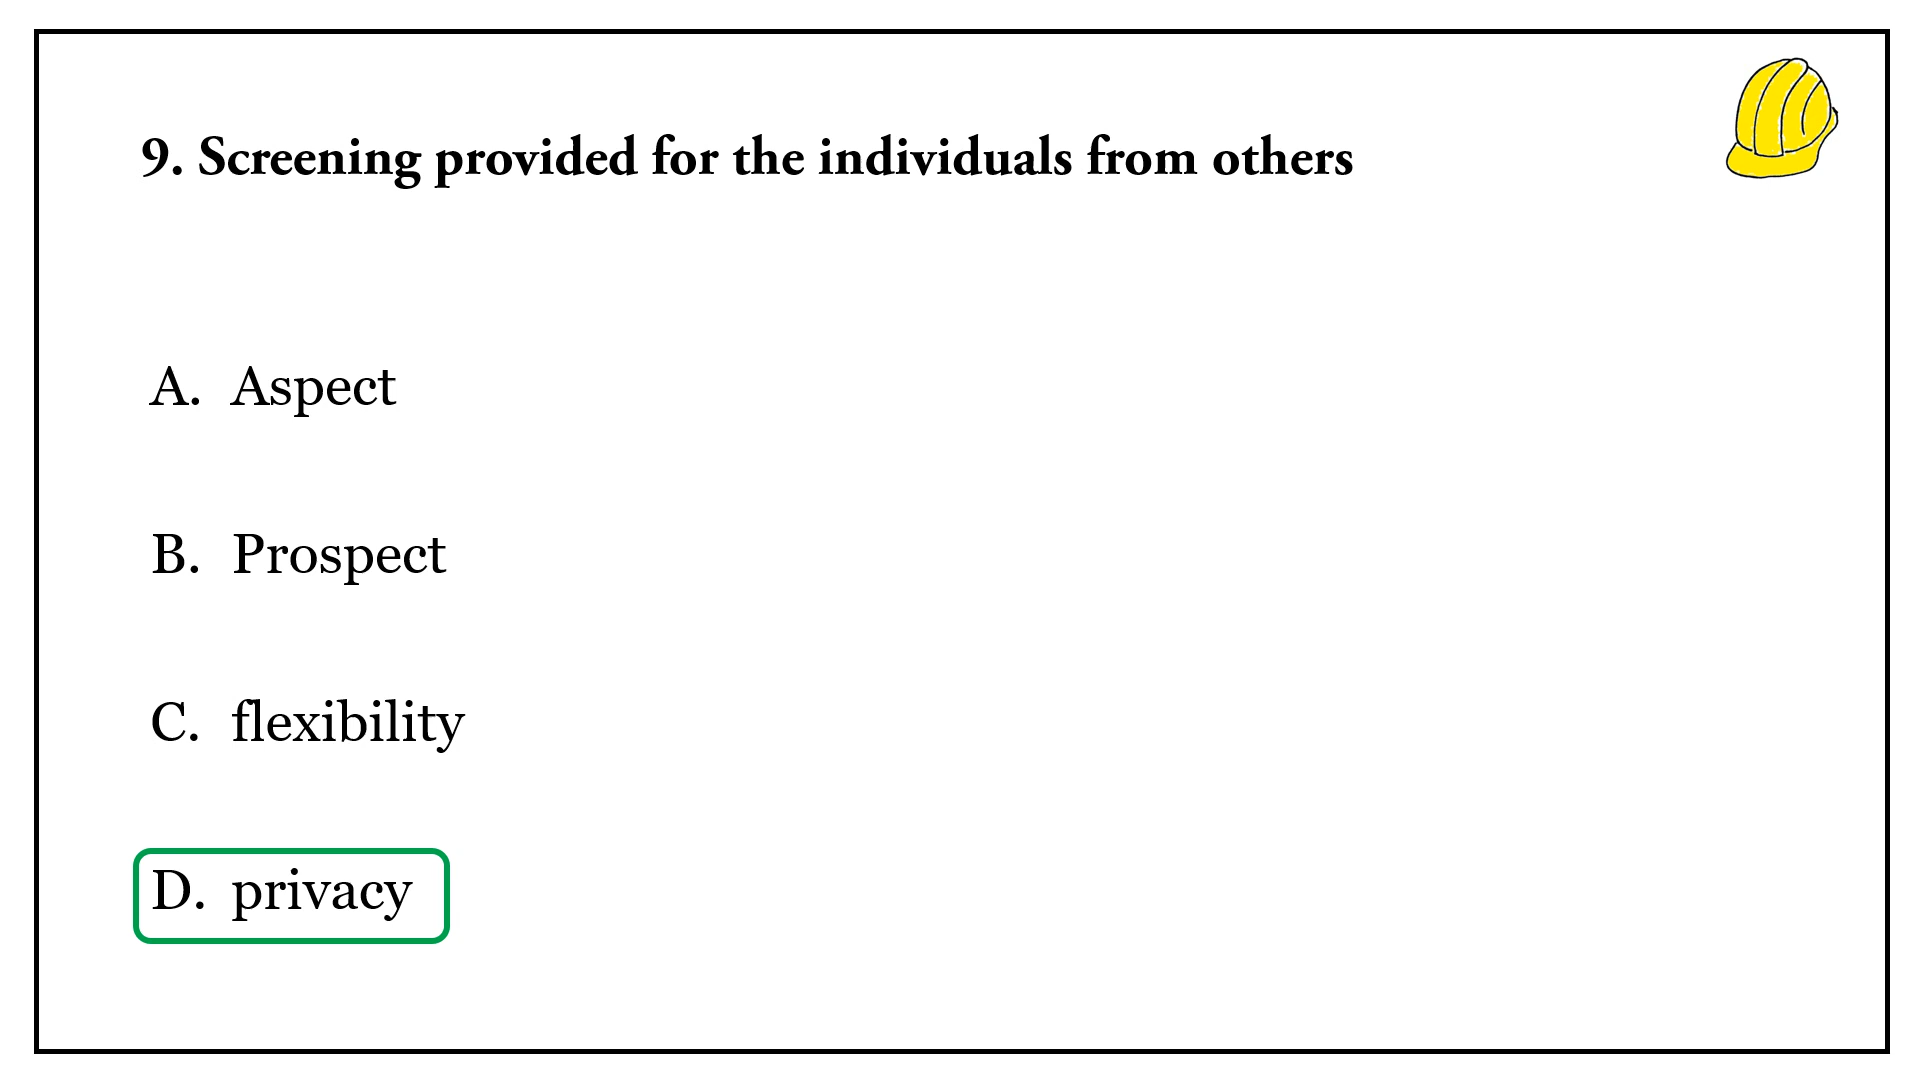 9. Screening provided for the individuals from others
A. Aspect
B. Prospect
C. flexibility
D. privacy